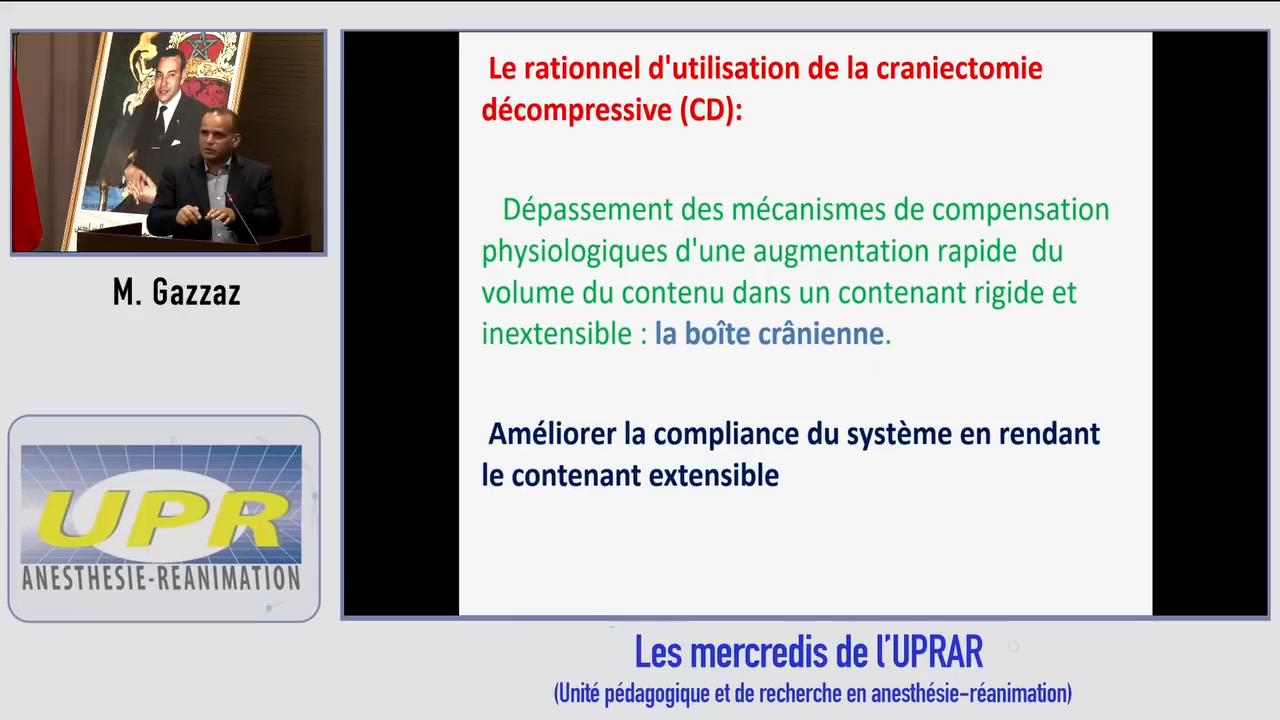 Le rationnel d'utilisation de la craniectomie
décompressive (CD):
Dépassement des mécanismes de compensation
physiologiques d'une augmentation rapide du
volume du contenu dans un contenant rigide et
inextensible : la boîte crânienne.
Améliorer la compliance du système en rendant
le contenant extensible
M. Gazzaz
UPR
ANESTHESIE-REANIMATION
Les mercredis de l'UPRAR
(Unité pédagogique et de recherche en anesthésie-réanimation)